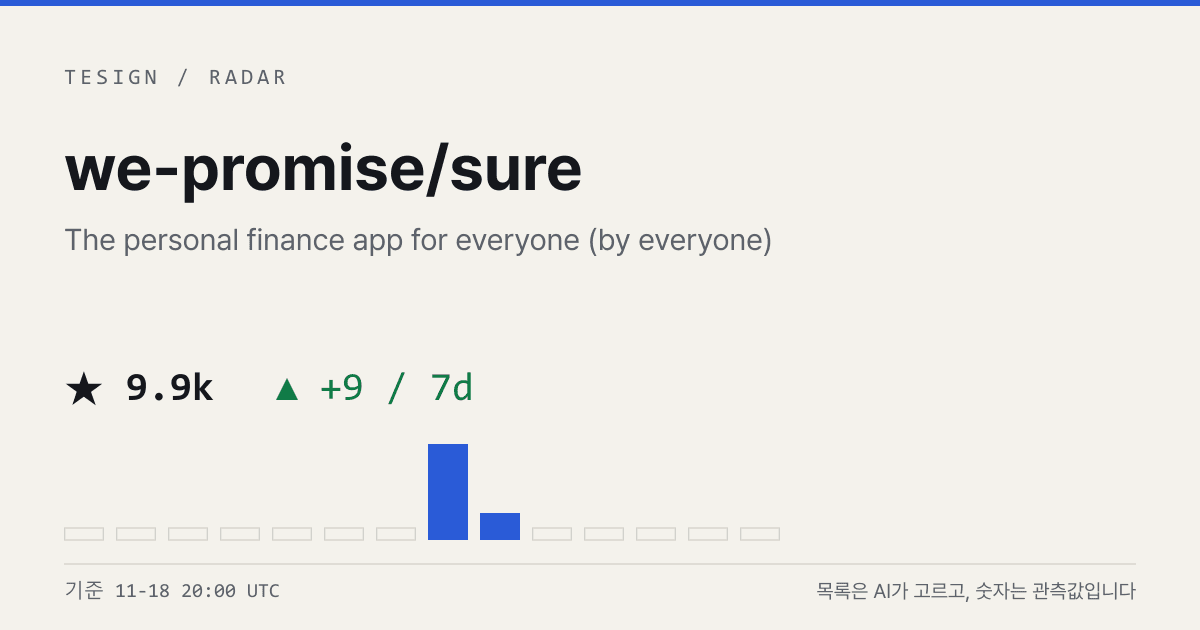 TESIGN / RADAR
we-promise/sure
The personal finance app for everyone (by everyone)
★ 9.9k ▲ +9 / 7d
기준 11-18 20:00 UTC
목록은 AI가 고르고, 숫자는 관측값입니다